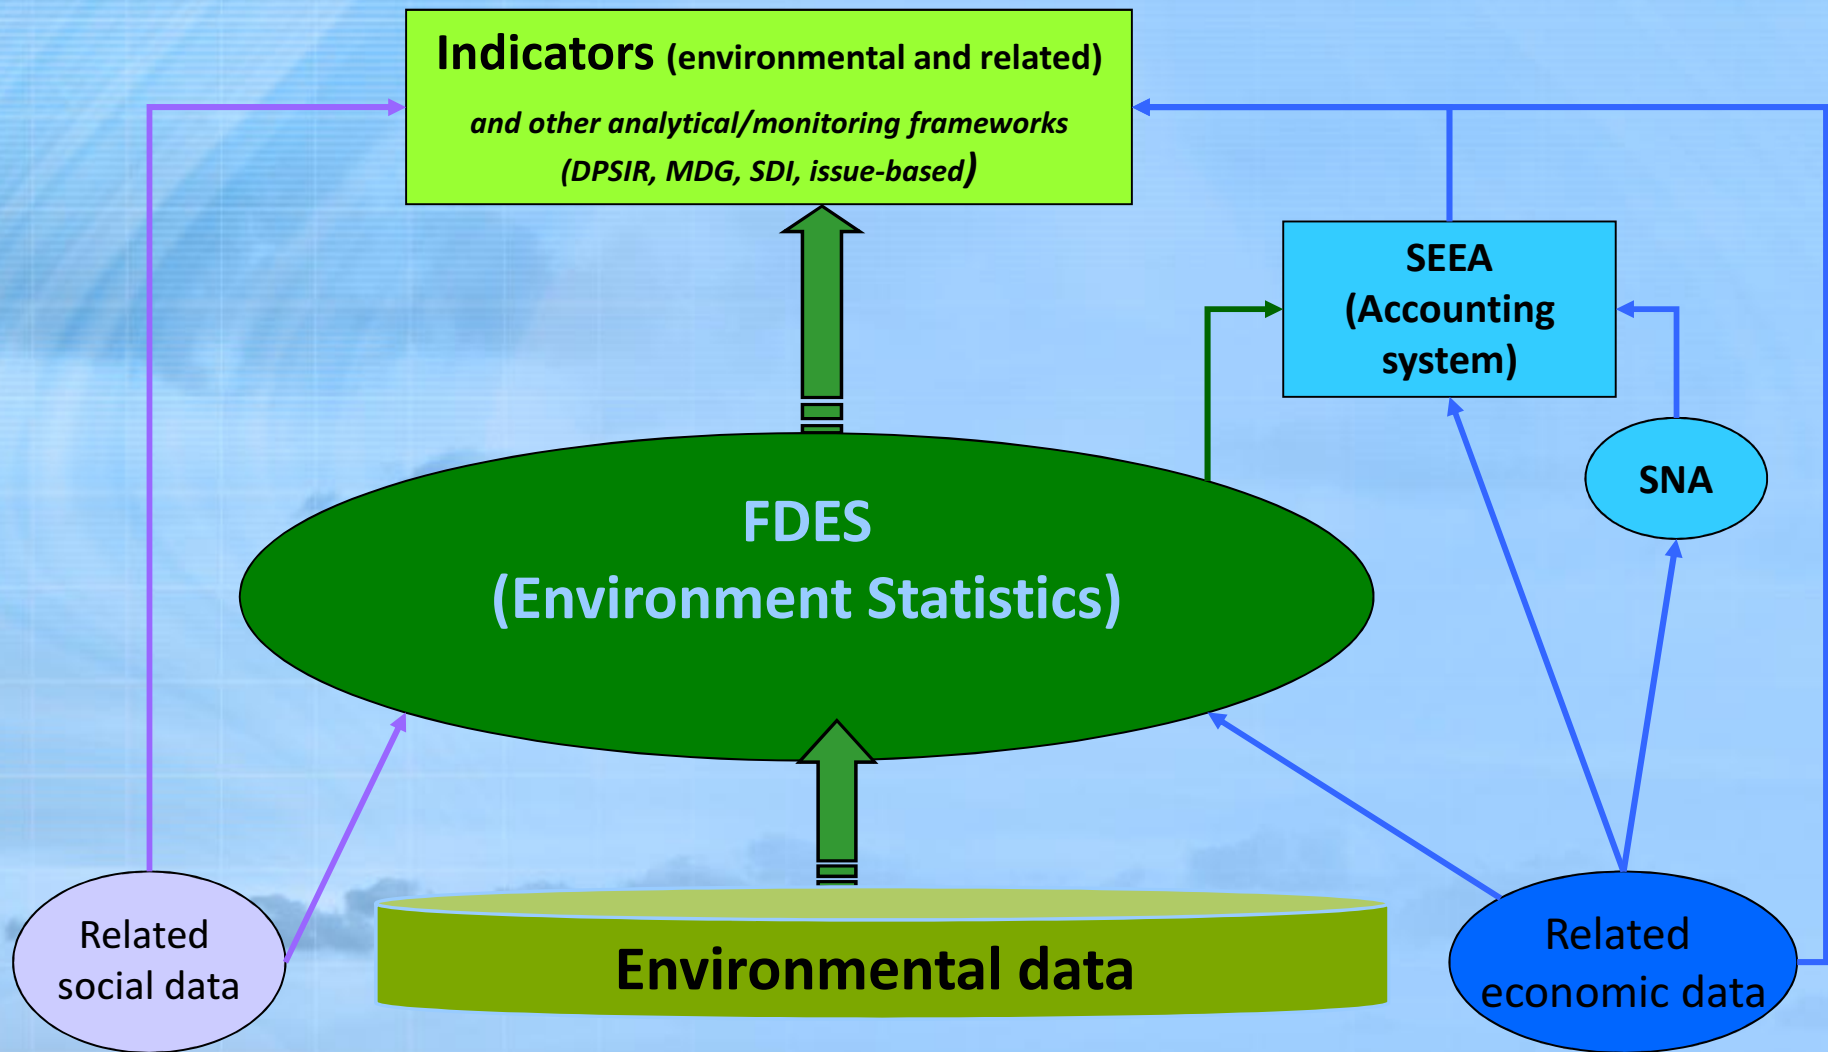 Indicators (environmental and related)
and other analytical/monitoring frameworks
(DPSIR, MDG, SDI, issue-based)
SEEA
(Accounting
system)
SNA
FDES
(Environment Statistics)
Related
social data
Environmental data
Related
economic data